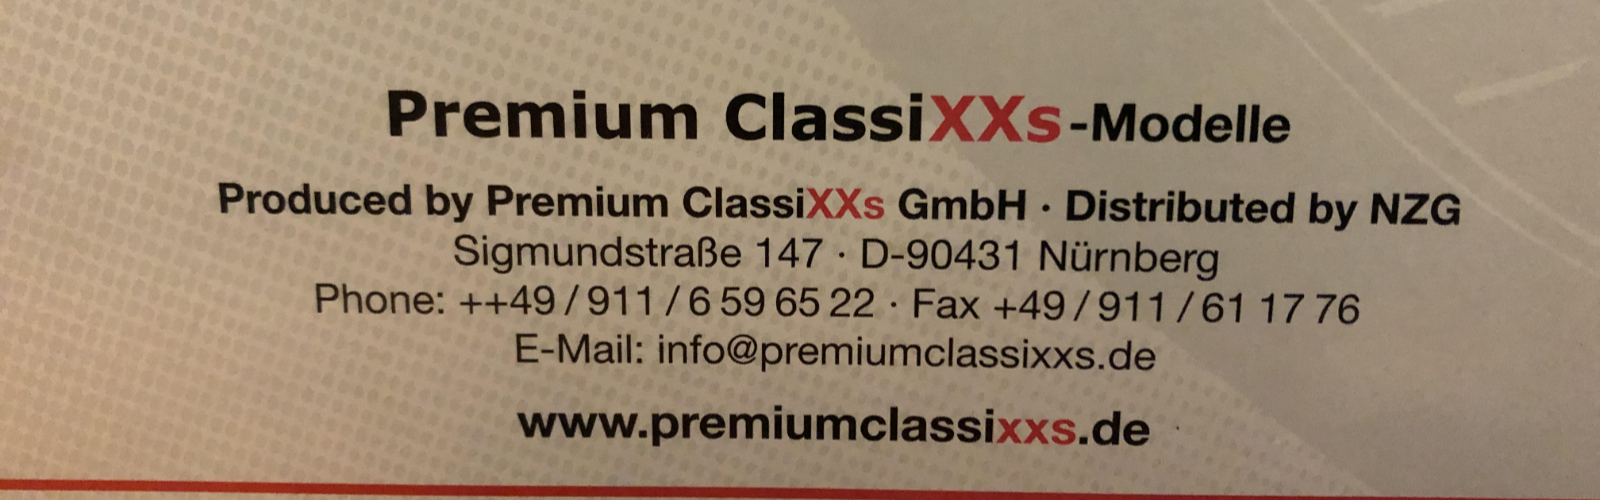 Premium ClassiXXs-Modelle
Produced by Premium ClassiXXs GmbH · Distributed by NZG
Sigmundstraße 147 · D-90431 Nürnberg
Phone: ++49 / 911 / 6 59 65 22 · Fax +49 / 911 / 61 17 76
E-Mail: info@premiumclassixxs.de
www.premiumclassixxs.de